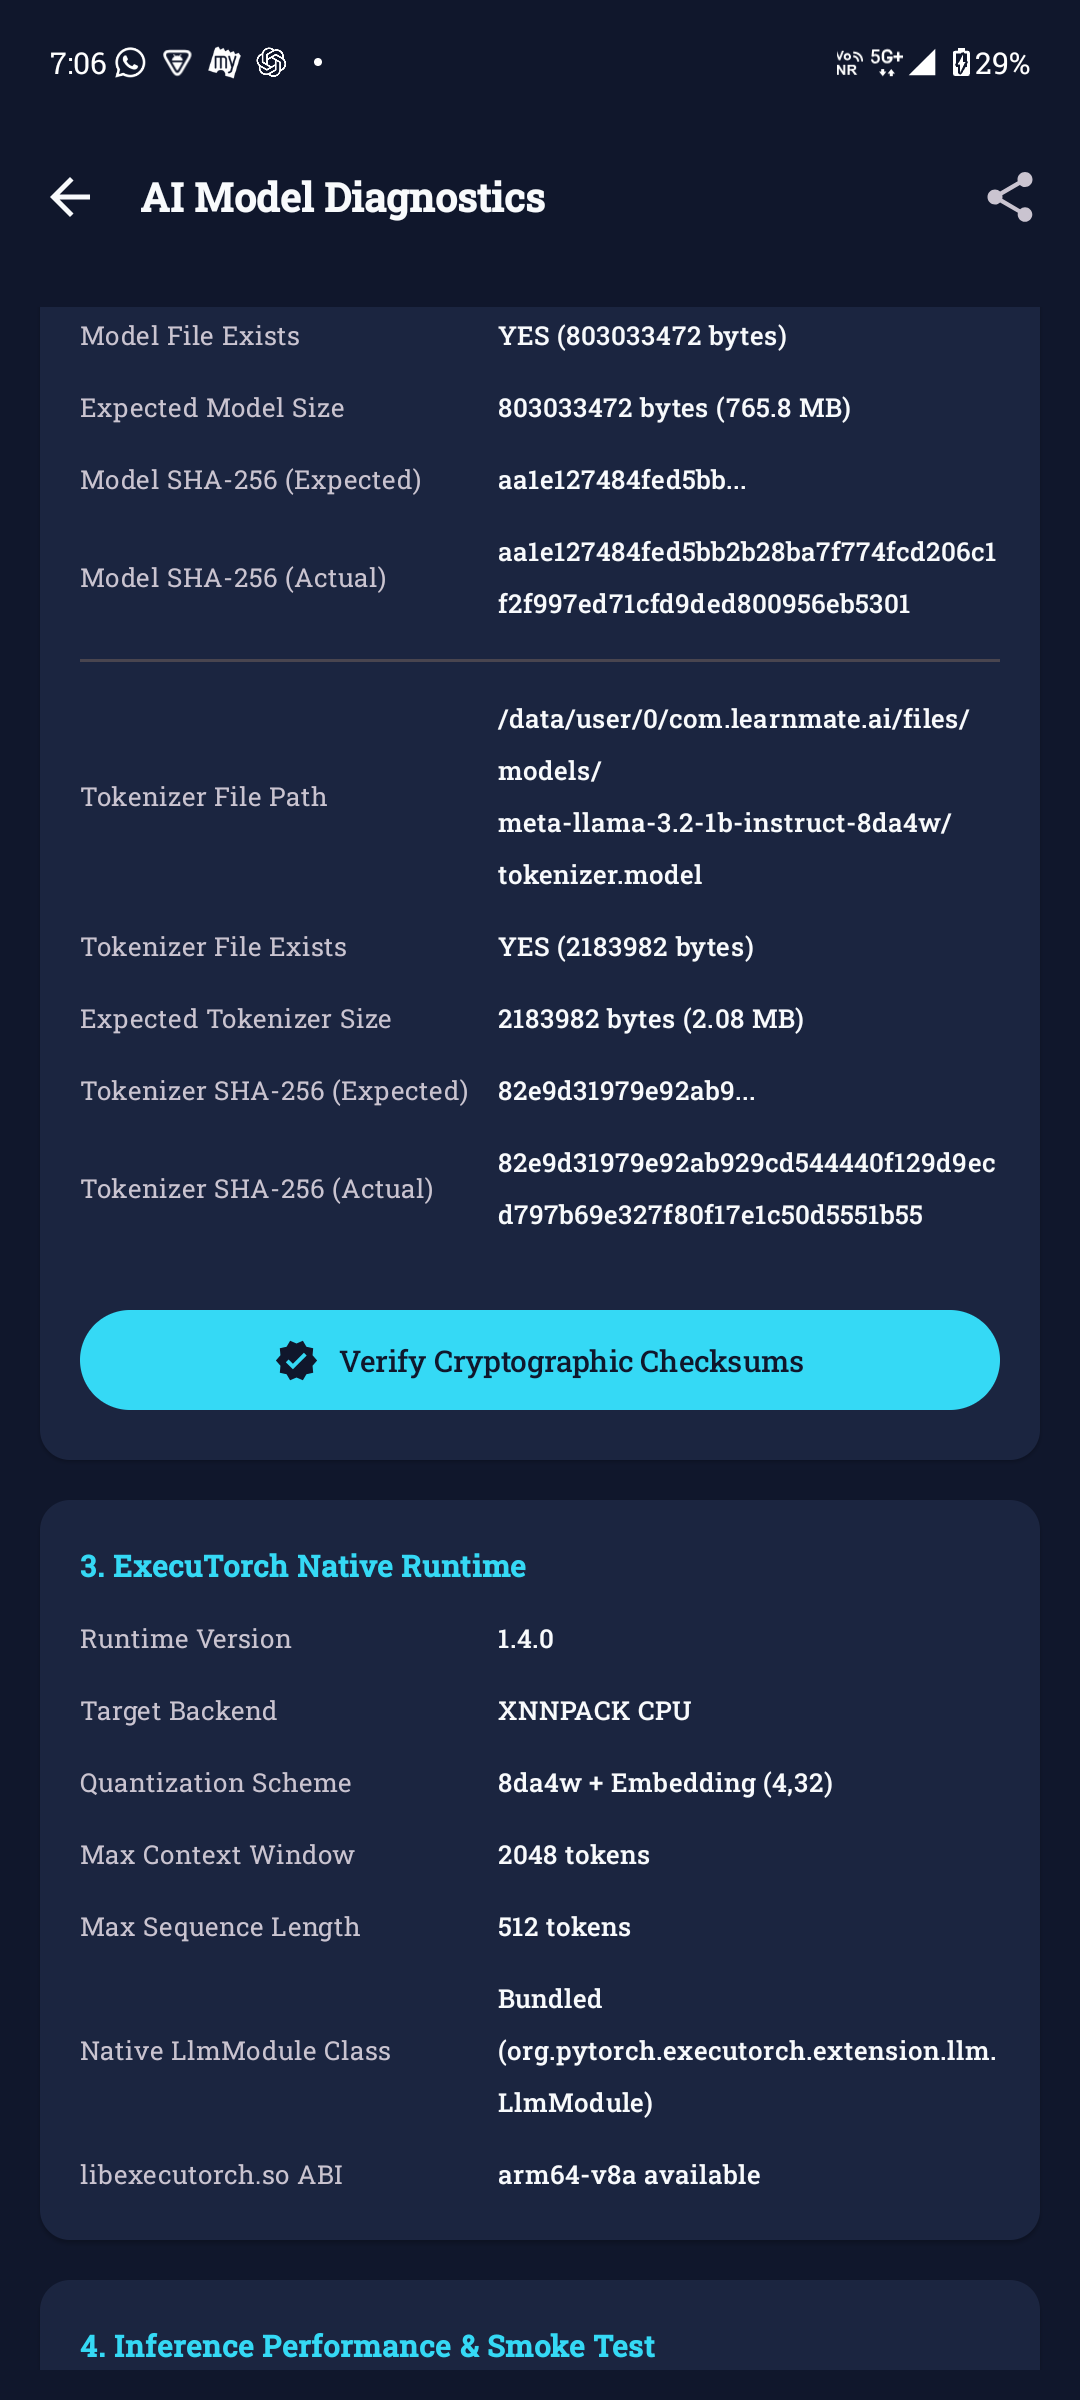 7:06
my
Vo
NR
5G+
29%
AI Model Diagnostics
Model File Exists
YES (803033472 bytes)
Expected Model Size
803033472 bytes (765.8 MB)
Model SHA-256 (Expected)
aa1e127484fed5bb...
Model SHA-256 (Actual)
aa1e127484fed5bb2b28ba7f774fcd206c1
f2f997ed71cfd9ded800956eb5301
Tokenizer File Path
/data/user/0/com.learnmate.ai/files/
models/
meta-llama-3.2-1b-instruct-8da4w/
tokenizer.model
Tokenizer File Exists
YES (2183982 bytes)
Expected Tokenizer Size
2183982 bytes (2.08 MB)
Tokenizer SHA-256 (Expected)
82e9d31979e92ab9...
Tokenizer SHA-256 (Actual)
82e9d31979e92ab929cd544440f129d9ec
d797b69e327f80f17e1c50d5551b55
Verify Cryptographic Checksums
3. ExecuTorch Native Runtime
Runtime Version
1.4.0
Target Backend
XNNPACK CPU
Quantization Scheme
8da4w + Embedding (4,32)
Max Context Window
2048 tokens
Max Sequence Length
512 tokens
Native LlmModule Class
Bundled
(org.pytorch.executorch.extension.llm.
LlmModule)
libexecutorch.so ABI
arm64-v8a available
4. Inference Performance & Smoke Test